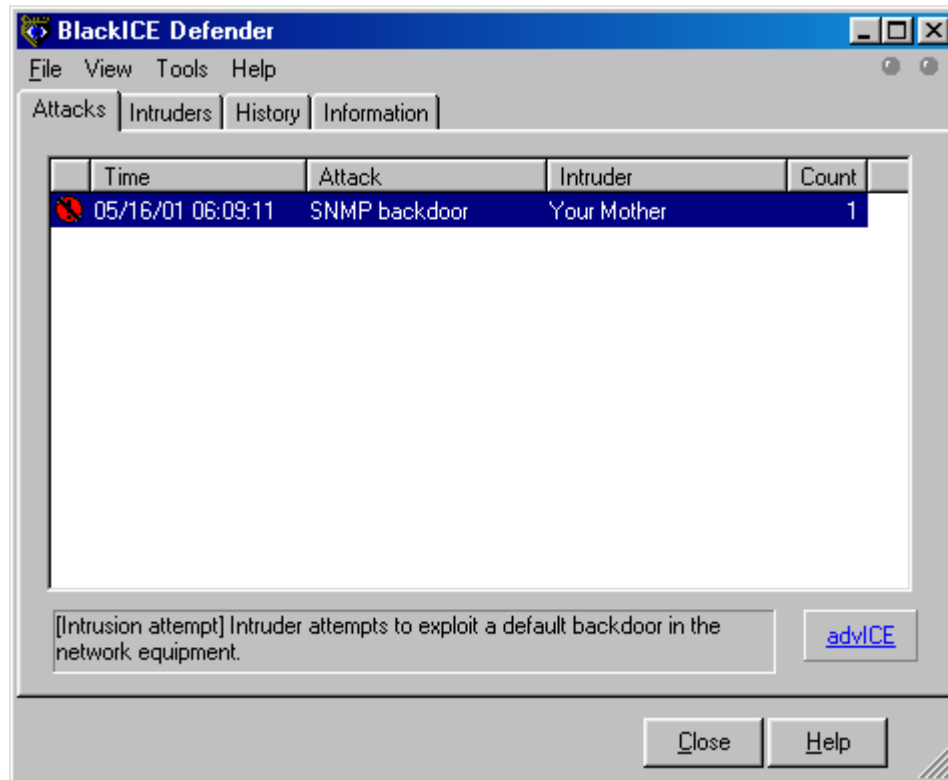 BlackICE Defender
File View Tools Help
Attacks Intruders History Information
Time Attack Intruder Count
05/16/01 06:09:11 SNMP backdoor Your Mother 1
[Intrusion attempt] Intruder attempts to exploit a default backdoor in the
network equipment.
advICE
Close Help